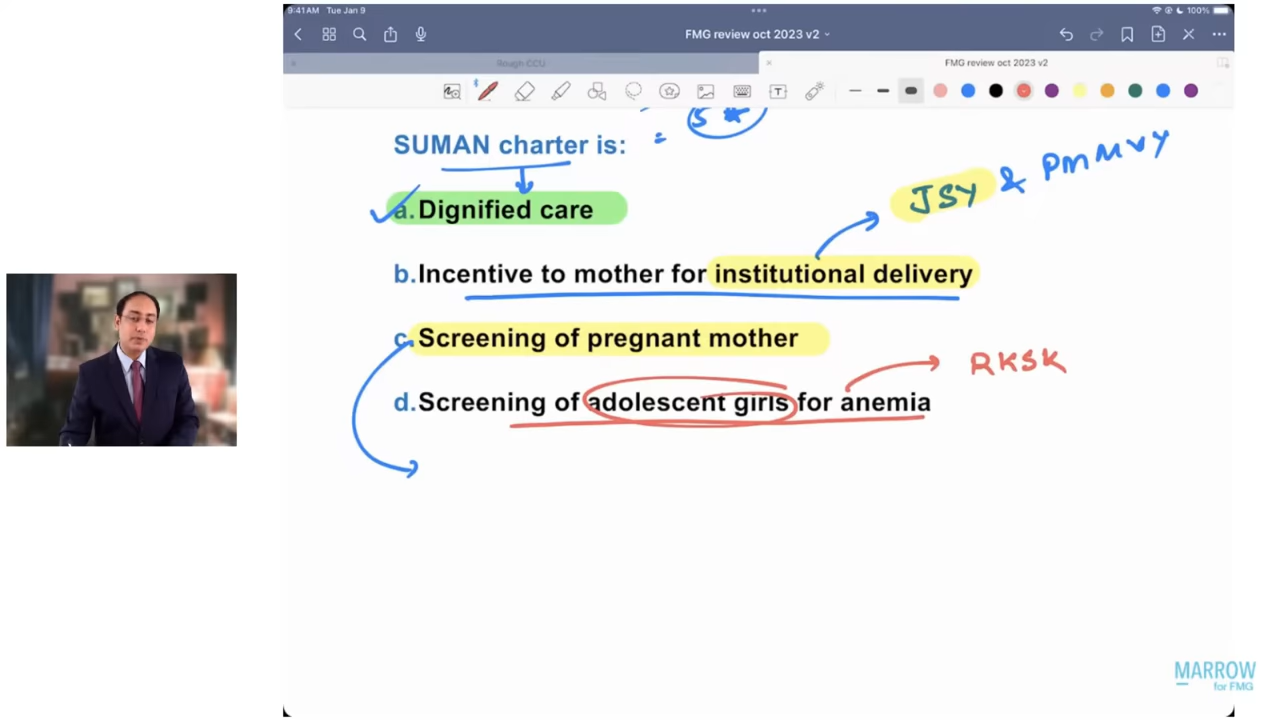 9:41 AM Tue Jan 9
100%
FMG review oct 2023 v2
Rough CCU
FMG review oct 2023 v2
T
= 5 *
SUMAN charter is:
JSY & PMMVY
a. Dignified care
b. Incentive to mother for institutional delivery
c. Screening of pregnant mother
RKSK
d. Screening of adolescent girls for anemia
MARROW
for FMG